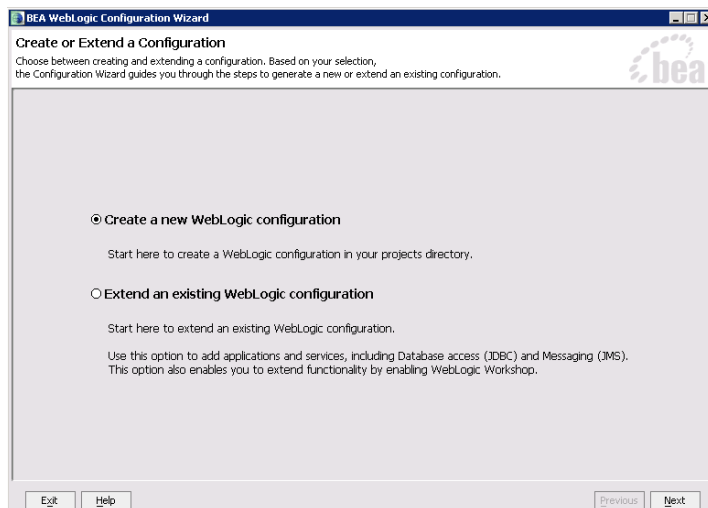 BEA WebLogic Configuration Wizard
Create or Extend a Configuration
Choose between creating and extending a configuration. Based on your selection,
the Configuration Wizard guides you through the steps to generate a new or extend an existing configuration.
bea
Create a new WebLogic configuration
Start here to create a WebLogic configuration in your projects directory.
Extend an existing WebLogic configuration
Start here to extend an existing WebLogic configuration.
Use this option to add applications and services, including Database access (JDBC) and Messaging (JMS).
This option also enables you to extend functionality by enabling WebLogic Workshop.
Exit Help Previous Next